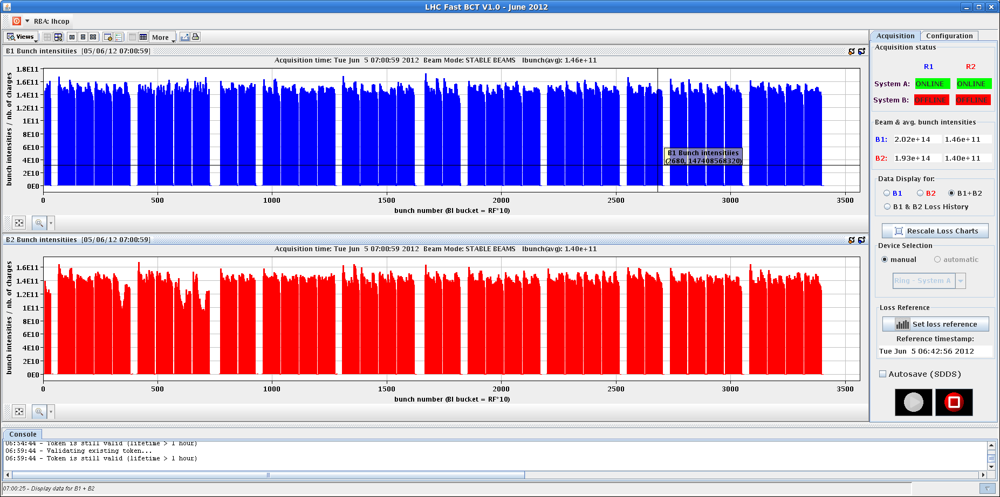 LHC Fast BCT V1.0 - June 2012
RBA: lhcop
Views
More
B1 Bunch intensitiies [05/06/12 07:00:59]
Acquisition time: Tue Jun 5 07:00:59 2012 Beam Mode: STABLE BEAMS Ibunch(avg): 1.46e+11
bunch intensities / nb. of charges
1.8E11
1.6E11
1.4E11
1.2E11
1E11
8E10
6E10
4E10
2E10
0E0
B1 Bunch intensitiies
(2680, 147408568320)
0 500 1000 1500 2000 2500 3000 3500
bunch number (BI bucket = RF*10)
B2 Bunch intensitiies [05/06/12 07:00:59]
Acquisition time: Tue Jun 5 07:00:59 2012 Beam Mode: STABLE BEAMS Ibunch(avg): 1.40e+11
bunch intensities / nb. of charges
1.6E11
1.4E11
1.2E11
1E11
8E10
6E10
4E10
2E10
0E0
0 500 1000 1500 2000 2500 3000 3500
bunch number (BI bucket = RF*10)
Acquisition Configuration
Acquisition status
R1 R2
System A: ONLINE ONLINE
System B: OFFLINE OFFLINE
Beam & avg. bunch intensities
B1: 2.02e+14 1.46e+11
B2: 1.93e+14 1.40e+11
Data Display for:
B1 B2 B1+B2
B1 & B2 Loss History
Rescale Loss Charts
Device Selection
manual automatic
Ring - System A
Loss Reference
Set loss reference
Reference timestamp:
Tue Jun 5 06:42:56 2012
Autosave (SDDS)
Console
06:54:44 - Token is still valid (lifetime > 1 hour)
06:59:44 - Validating existing token...
06:59:44 - Token is still valid (lifetime > 1 hour)
07:00:25 - Display data for B1 + B2